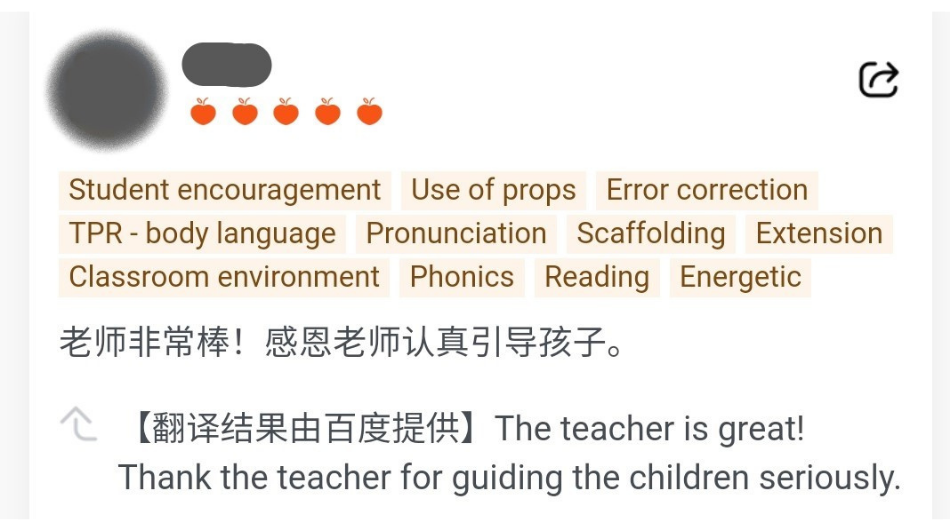 Student encouragement Use of props Error correction
TPR - body language Pronunciation Scaffolding Extension
Classroom environment Phonics Reading Energetic
老师非常棒！感恩老师认真引导孩子。
【翻译结果由百度提供】The teacher is great!
Thank the teacher for guiding the children seriously.